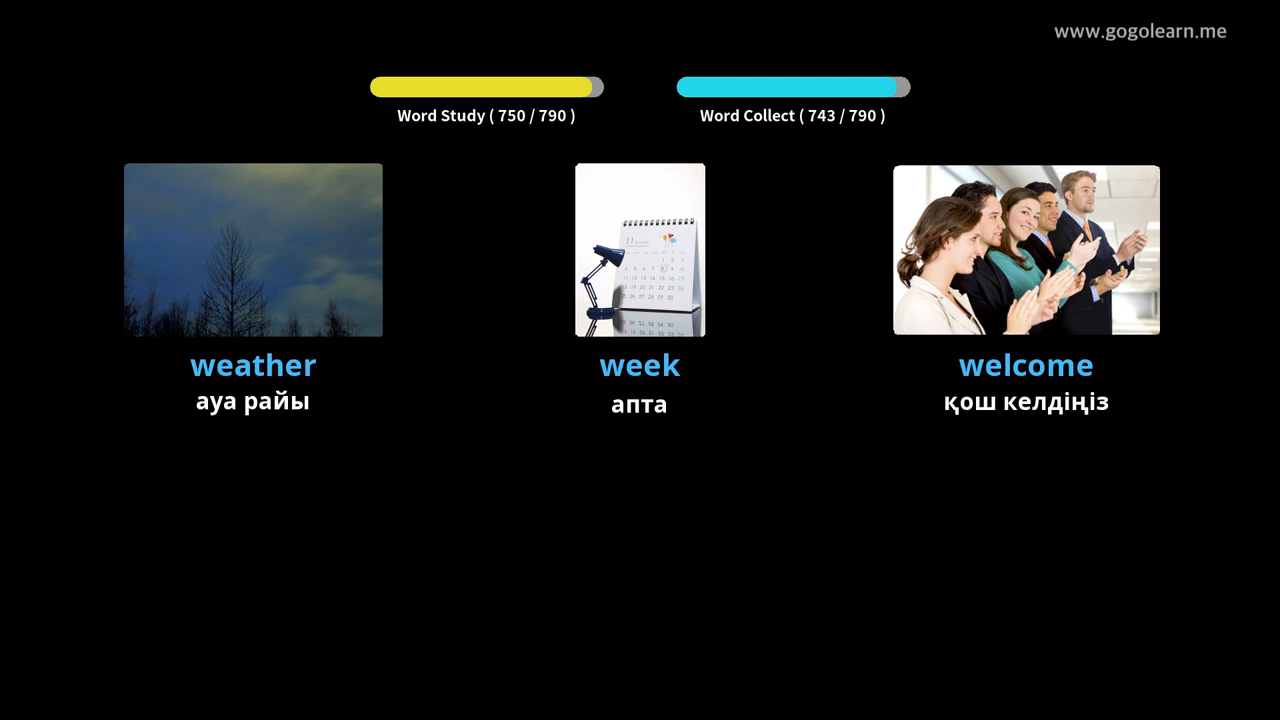 www.gogolearn.me
Word Study ( 750 / 790 )
Word Collect ( 743 / 790 )
weather
ауа райы
week
апта
welcome
қош келдіңіз